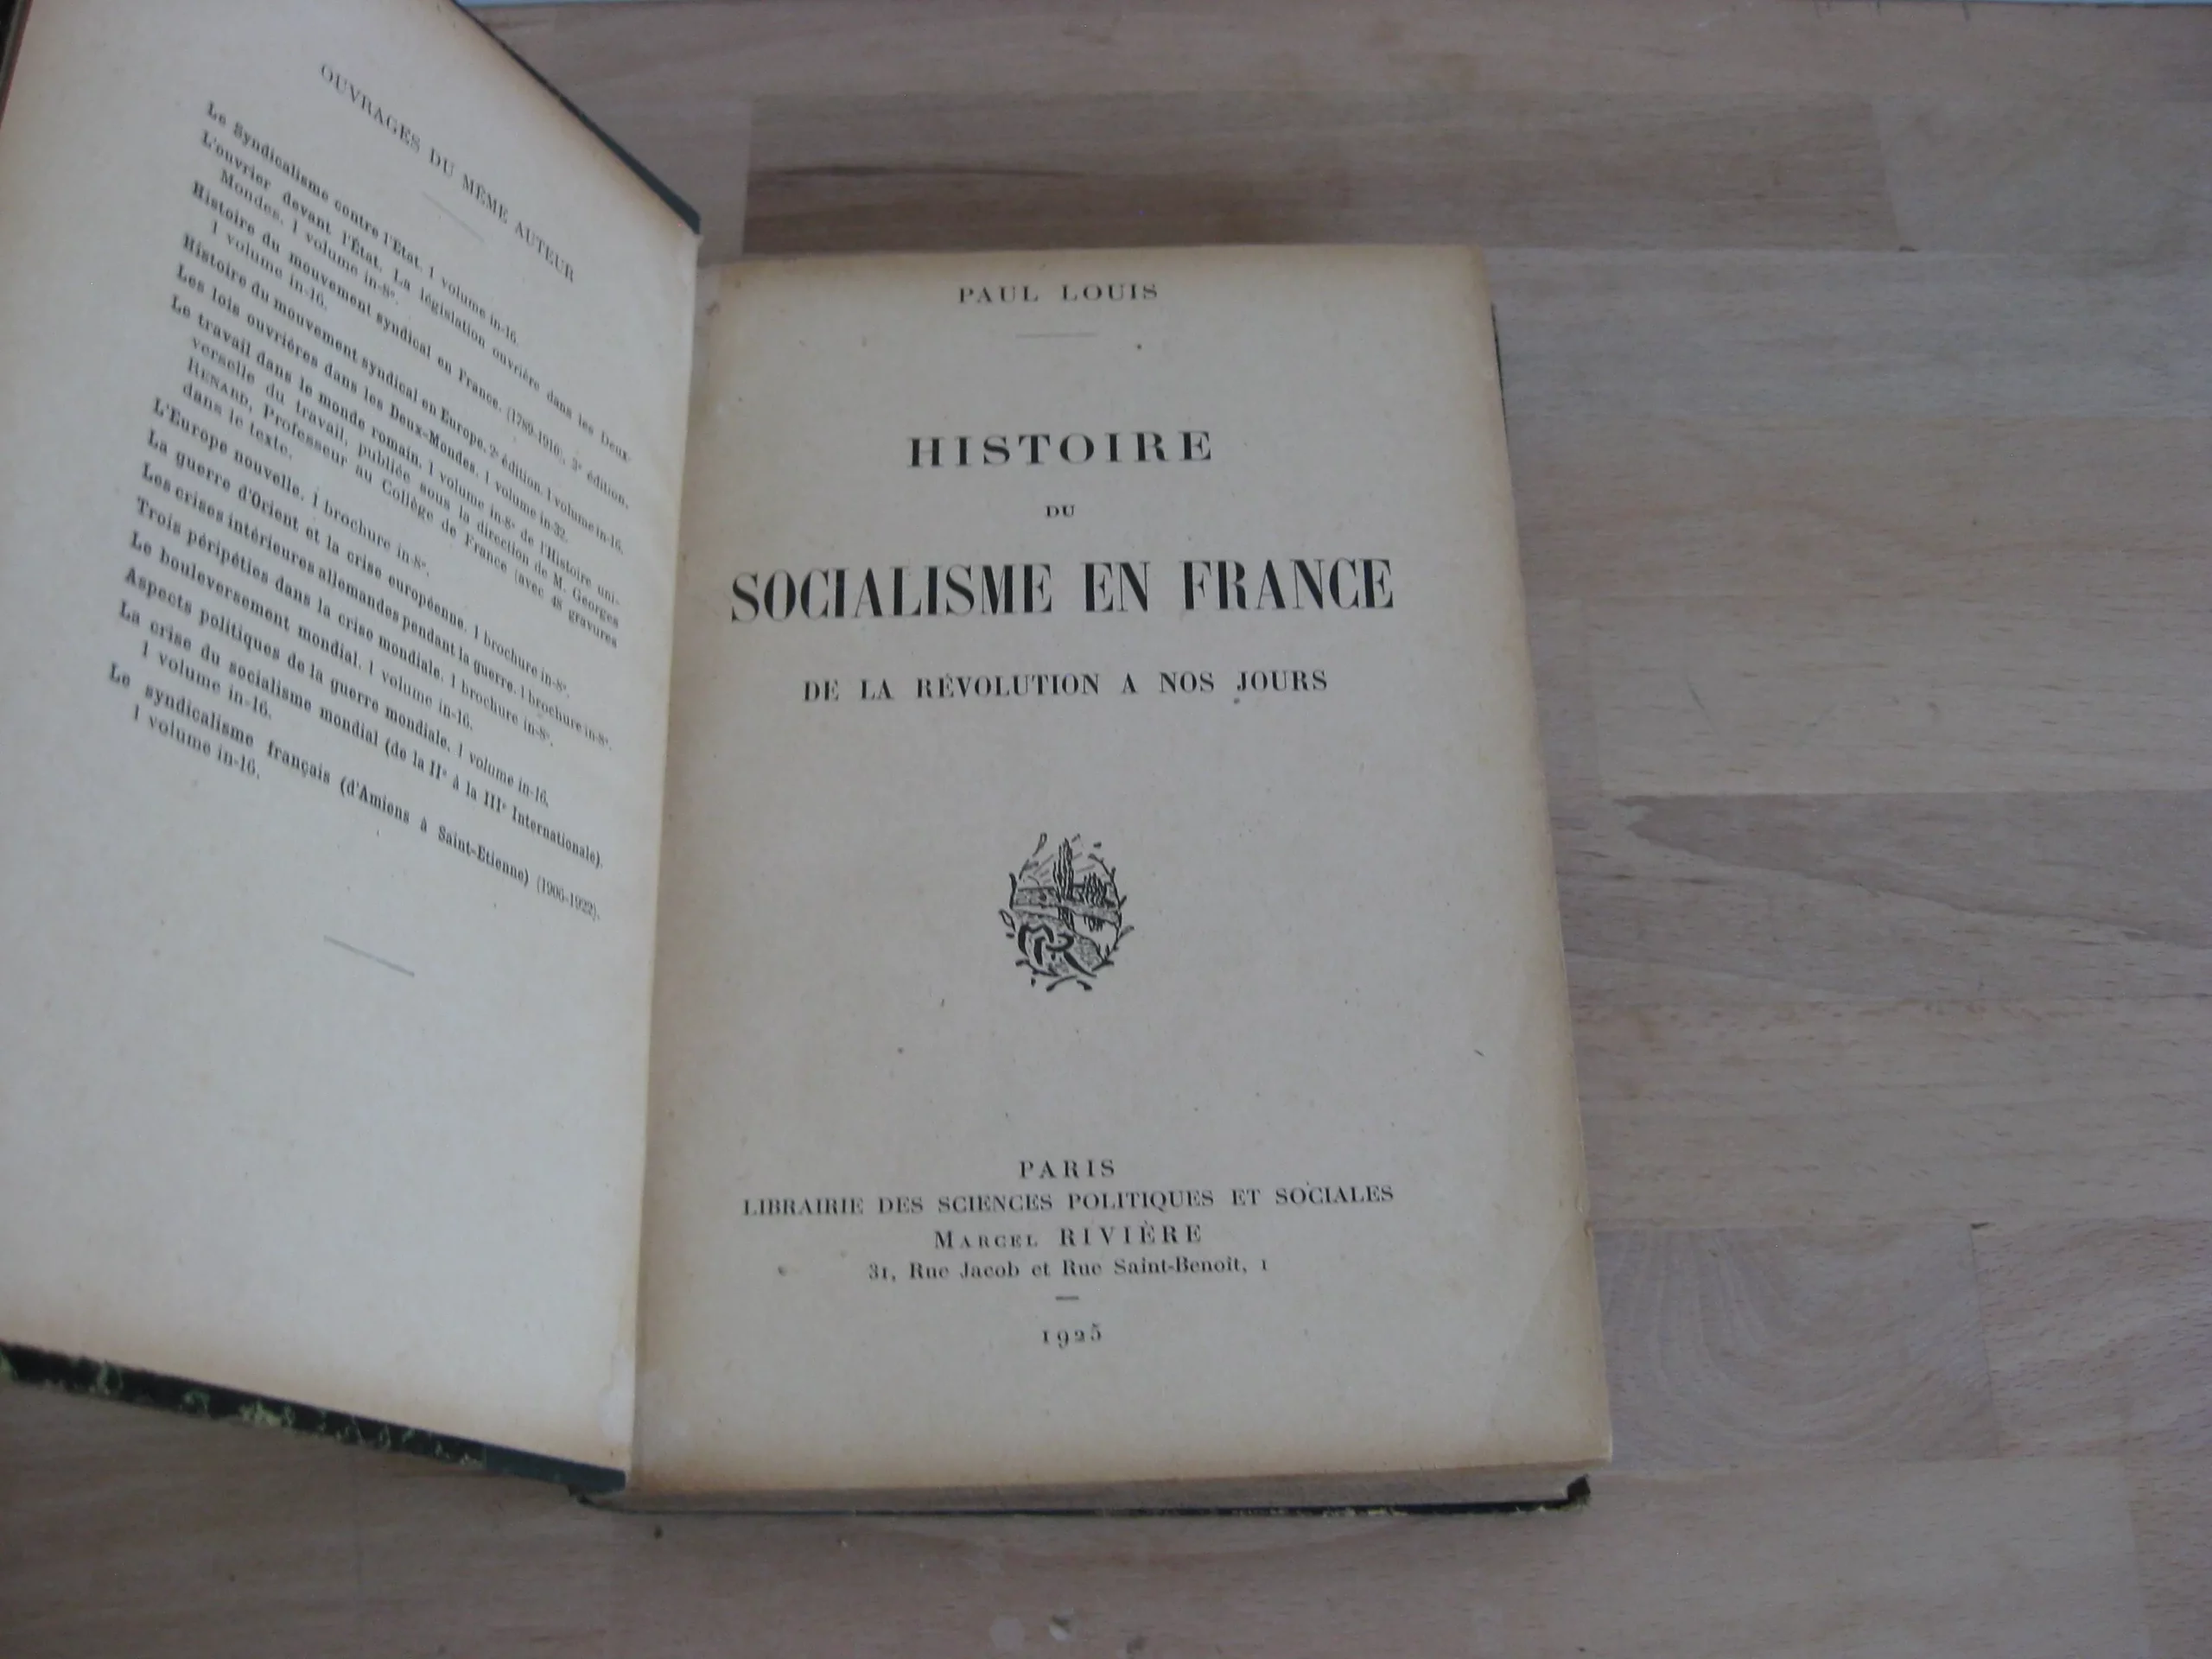 OUVRAGES DU MÊME AUTEUR
Le Syndicalisme contre l'État. 1 volume in-16.
L'ouvrier devant l'État. La législation ouvrière dans les Deux-
Mondes. 1 volume in-8°.
Histoire du mouvement syndical en France. (1789-1910). 2e édition.
1 volume in-16.
Histoire du mouvement syndical en Europe. 2e édition. 1 volume in-16.
Les lois ouvrières dans les Deux-Mondes. 1 volume in-32.
Le travail dans le monde romain. 1 volume in-8° de l'Histoire uni-
verselle du travail, publiée sous la direction de M. Georges
RENARD, Professeur au Collège de France (avec 48 gravures
dans le texte.
L'Europe nouvelle. 1 brochure in-8°.
La guerre d'Orient et la crise européenne. 1 brochure in-8°.
Les crises intérieures allemandes pendant la guerre. 1 brochure in-8°.
Trois péripéties dans la crise mondiale. 1 brochure in-8°.
Le bouleversement mondial. 1 volume in-16.
Aspects politiques de la guerre mondiale. 1 volume in-16.
La crise du socialisme mondial (de la IIe à la IIIe Internationale).
1 volume in-16.
Le syndicalisme français (d'Amiens à Saint-Etienne) (1906-1922).
1 volume in-16.
PAUL LOUIS
HISTOIRE
DU
SOCIALISME EN FRANCE
DE LA RÉVOLUTION A NOS JOURS
MR
PARIS
LIBRAIRIE DES SCIENCES POLITIQUES ET SOCIALES
MARCEL RIVIÈRE
31, Rue Jacob et Rue Saint-Benoît, 1
1925